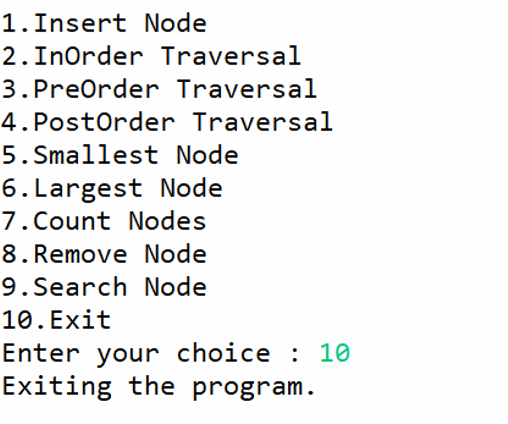 1.Insert Node
2.InOrder Traversal
3.PreOrder Traversal
4.PostOrder Traversal
5.Smallest Node
6.Largest Node
7.Count Nodes
8.Remove Node
9.Search Node
10.Exit
Enter your choice : 10
Exiting the program.